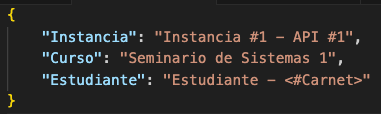 {
"Instancia": "Instancia #1 - API #1",
"Curso": "Seminario de Sistemas 1",
"Estudiante": "Estudiante - <#Carnet>"
}